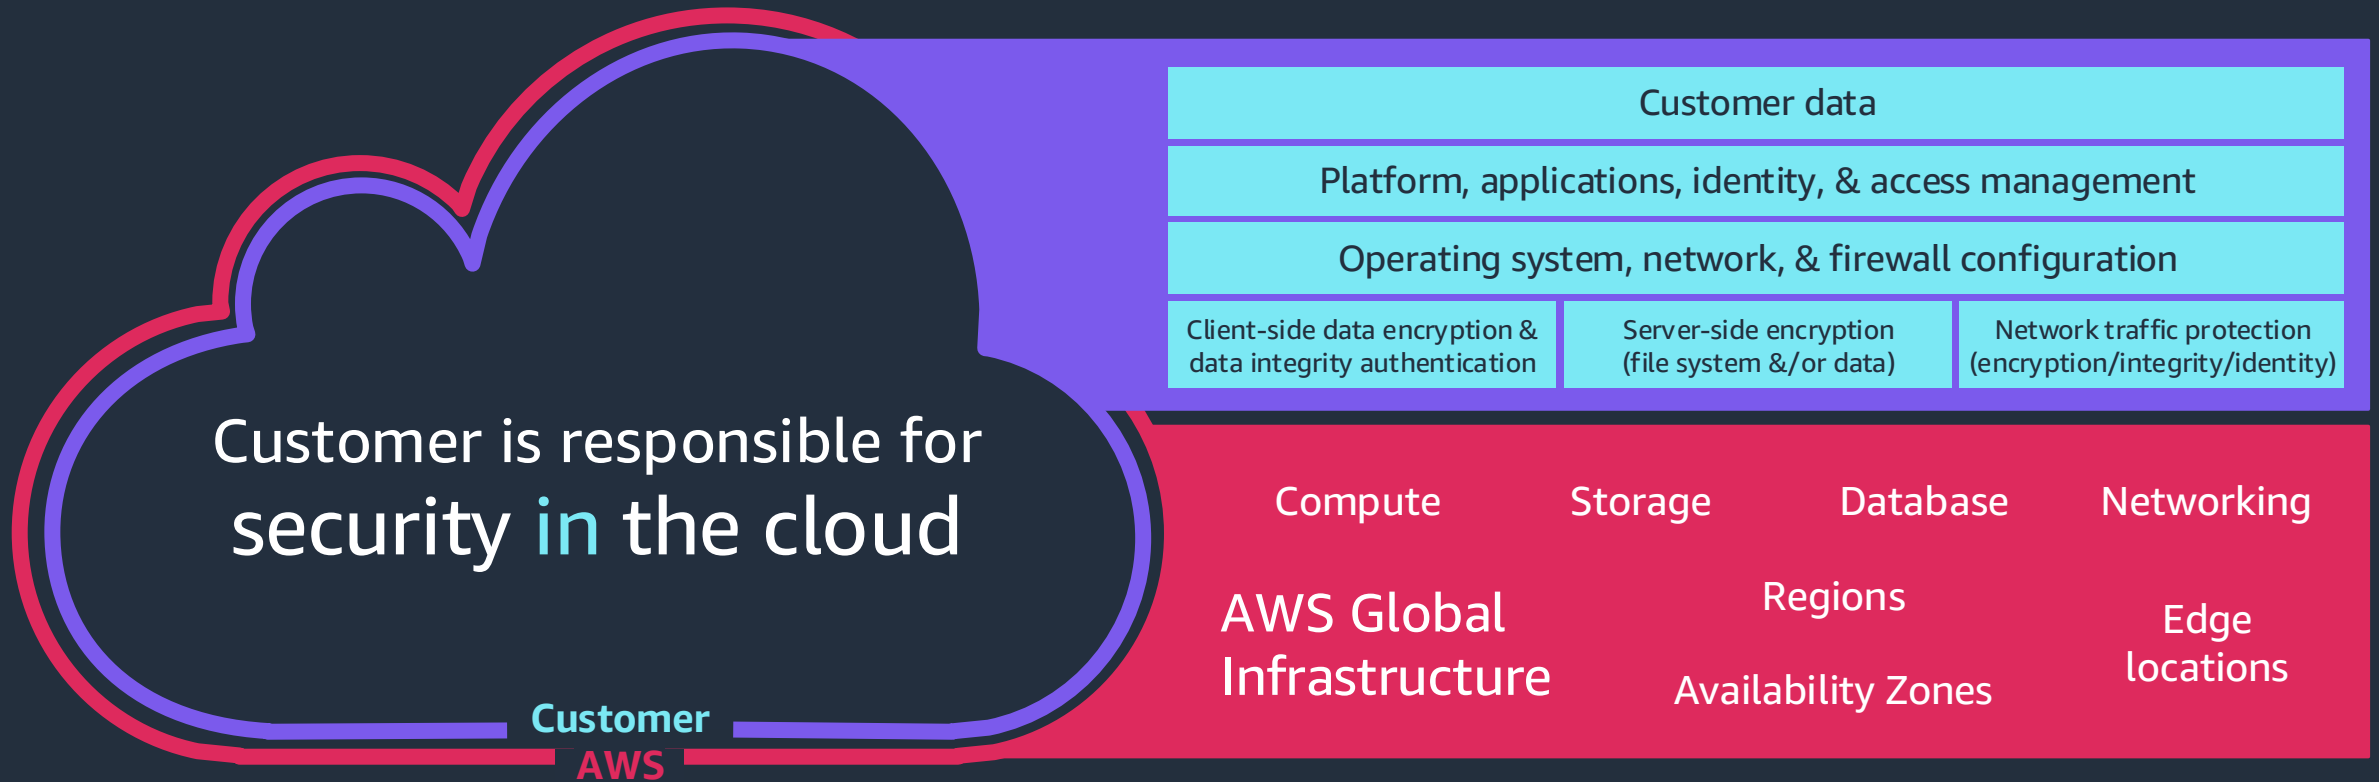 Customer is responsible for
security in the cloud
Customer
AWS
Customer data
Platform, applications, identity, & access management
Operating system, network, & firewall configuration
Client-side data encryption &
data integrity authentication
Server-side encryption
(file system &/or data)
Network traffic protection
(encryption/integrity/identity)
Compute
Storage
Database
Networking
AWS Global
Infrastructure
Regions
Availability Zones
Edge
locations